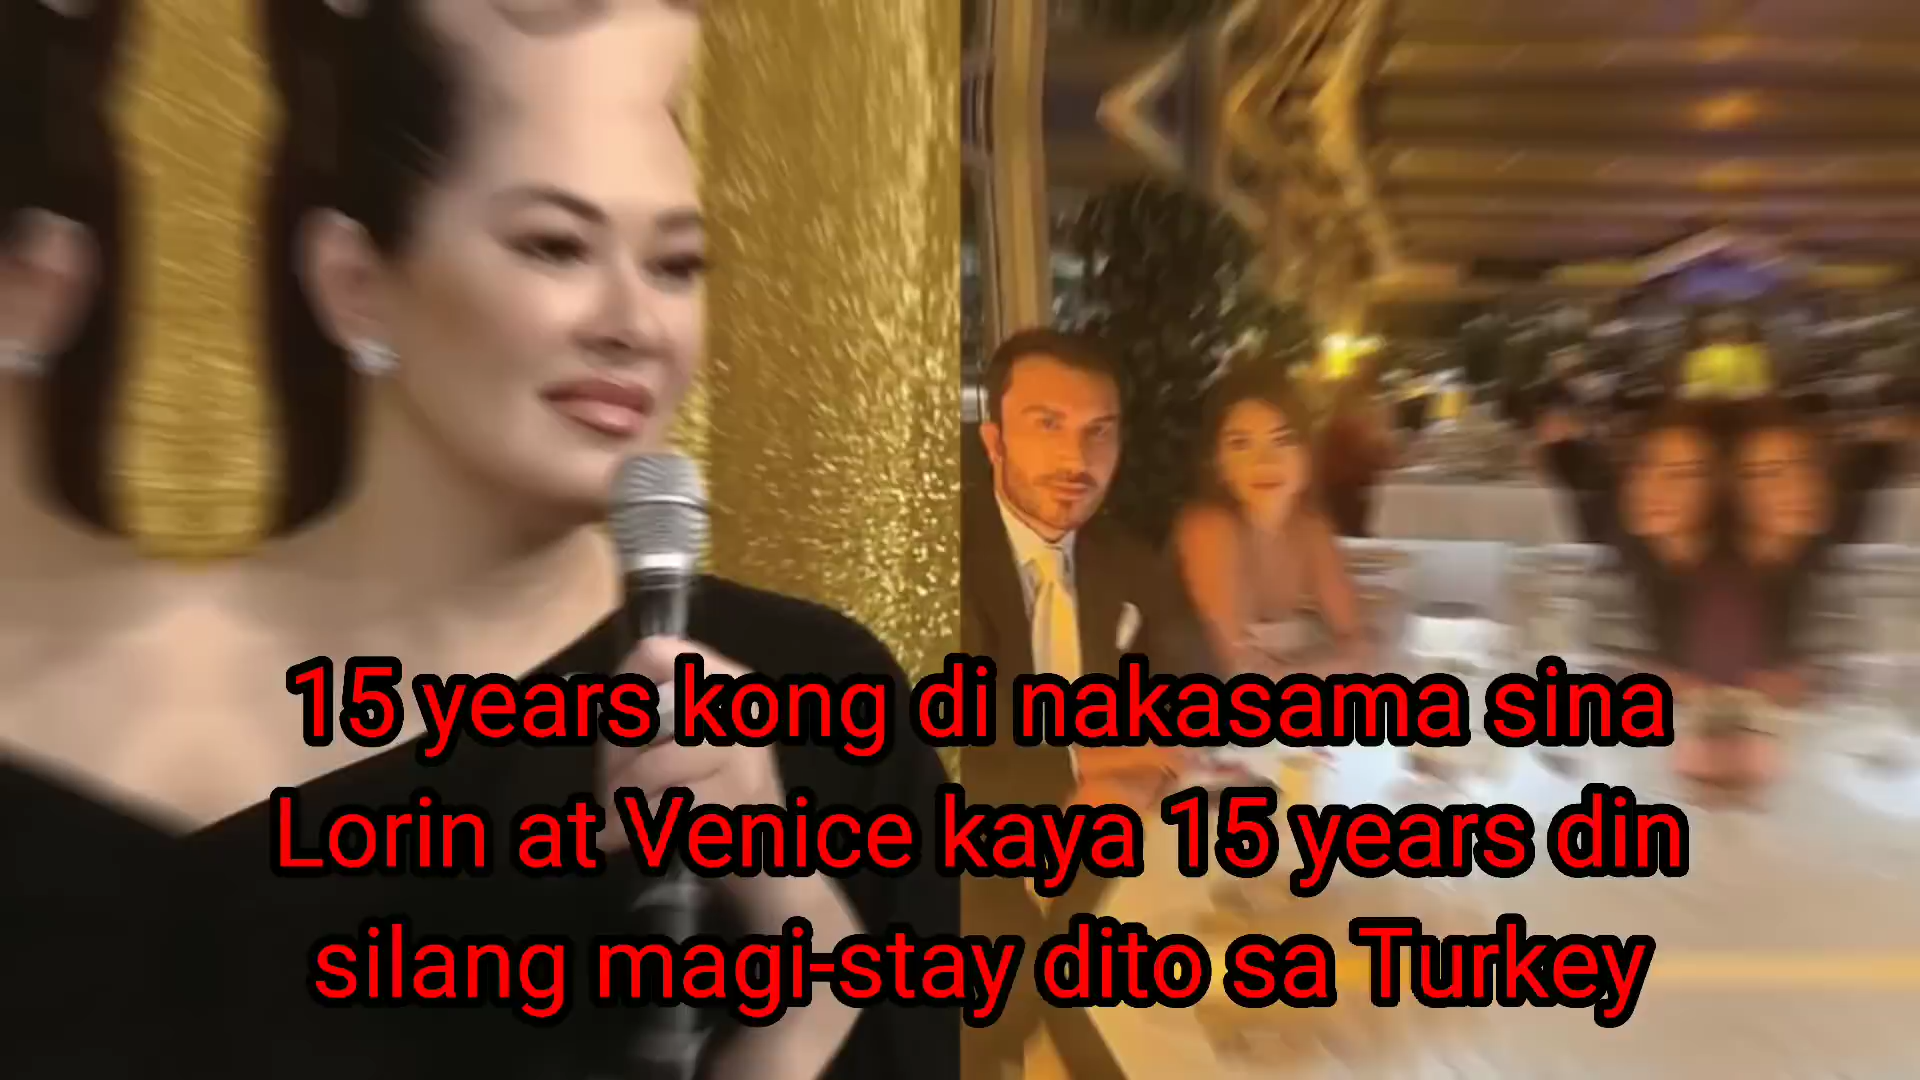 15 years kong di nakasama sina
Lorin at Venice kaya 15 years din
silang magi-stay dito sa Turkey